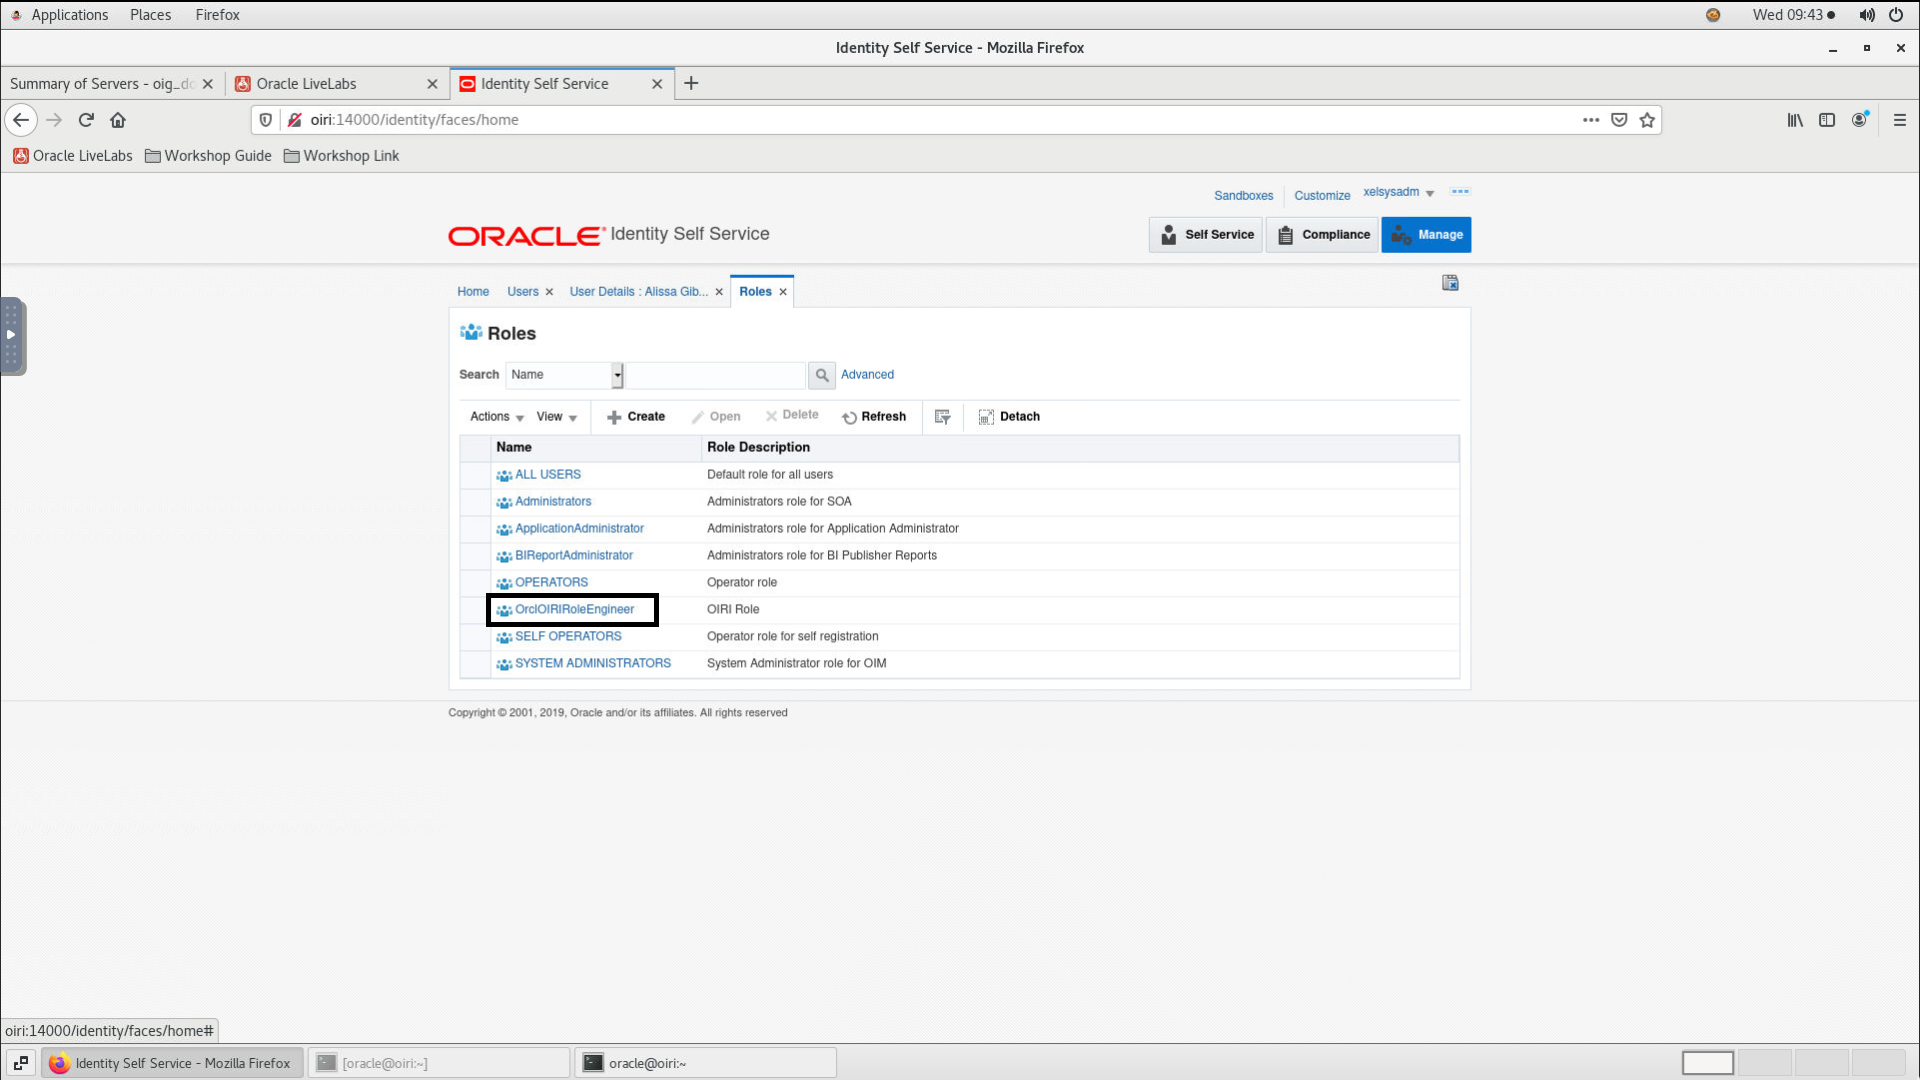 Applications Places Firefox Wed 09:43
Identity Self Service - Mozilla Firefox
Summary of Servers - oig_do Oracle LiveLabs Identity Self Service
oiri:14000/identity/faces/home
Oracle LiveLabs Workshop Guide Workshop Link
Sandboxes Customize xelsysadm
ORACLE Identity Self Service Self Service Compliance Manage
Home Users User Details : Alissa Gib... Roles
Roles
Search Name Advanced
Actions View Create Open Delete Refresh Detach
Name Role Description
ALL USERS Default role for all users
Administrators Administrators role for SOA
ApplicationAdministrator Administrators role for Application Administrator
BIReportAdministrator Administrators role for BI Publisher Reports
OPERATORS Operator role
OrclOIRIRoleEngineer OIRI Role
SELF OPERATORS Operator role for self registration
SYSTEM ADMINISTRATORS System Administrator role for OIM
Copyright © 2001, 2019, Oracle and/or its affiliates. All rights reserved
oiri:14000/identity/faces/home#
Identity Self Service - Mozilla Firefox [oracle@oiri:~] oracle@oiri:~